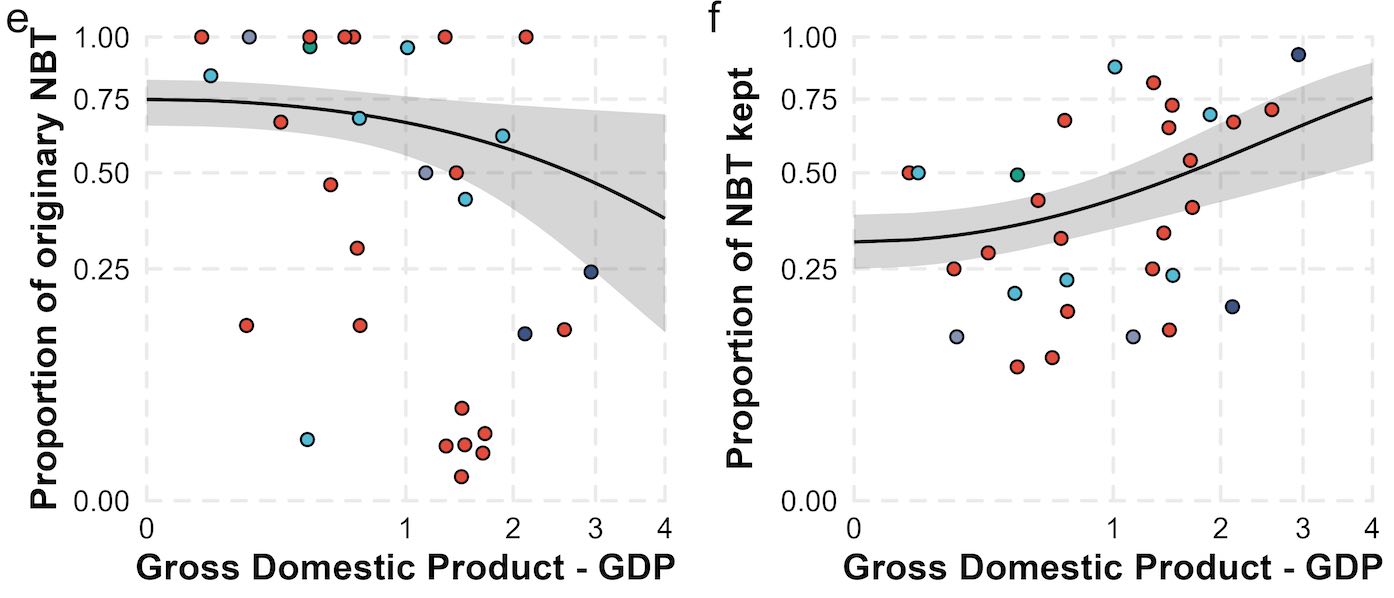 e
Proportion of originary NBT
1.00
0.75
0.50
0.25
0.00
0 1 2 3 4
Gross Domestic Product - GDP
f
Proportion of NBT kept
1.00
0.75
0.50
0.25
0.00
0 1 2 3 4
Gross Domestic Product - GDP